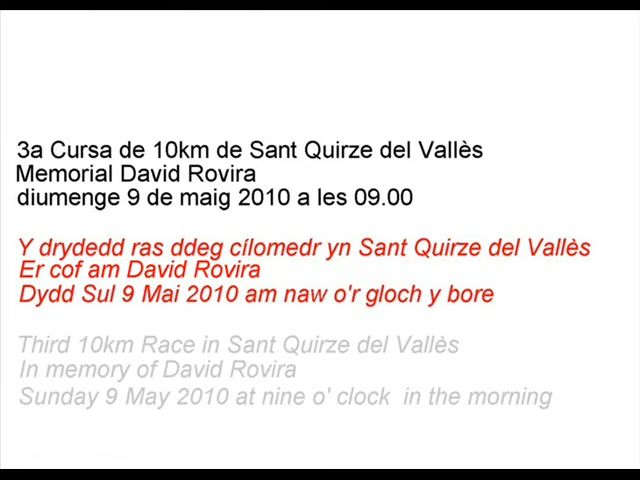 3a Cursa de 10km de Sant Quirze del Vallès
Memorial David Rovira
diumenge 9 de maig 2010 a les 09.00
Y drydedd ras ddeg cílomedr yn Sant Quirze del Vallès
Er cof am David Rovira
Dydd Sul 9 Mai 2010 am naw o'r gloch y bore
Third 10km Race in Sant Quirze del Vallès
In memory of David Rovira
Sunday 9 May 2010 at nine o' clock  in the morning